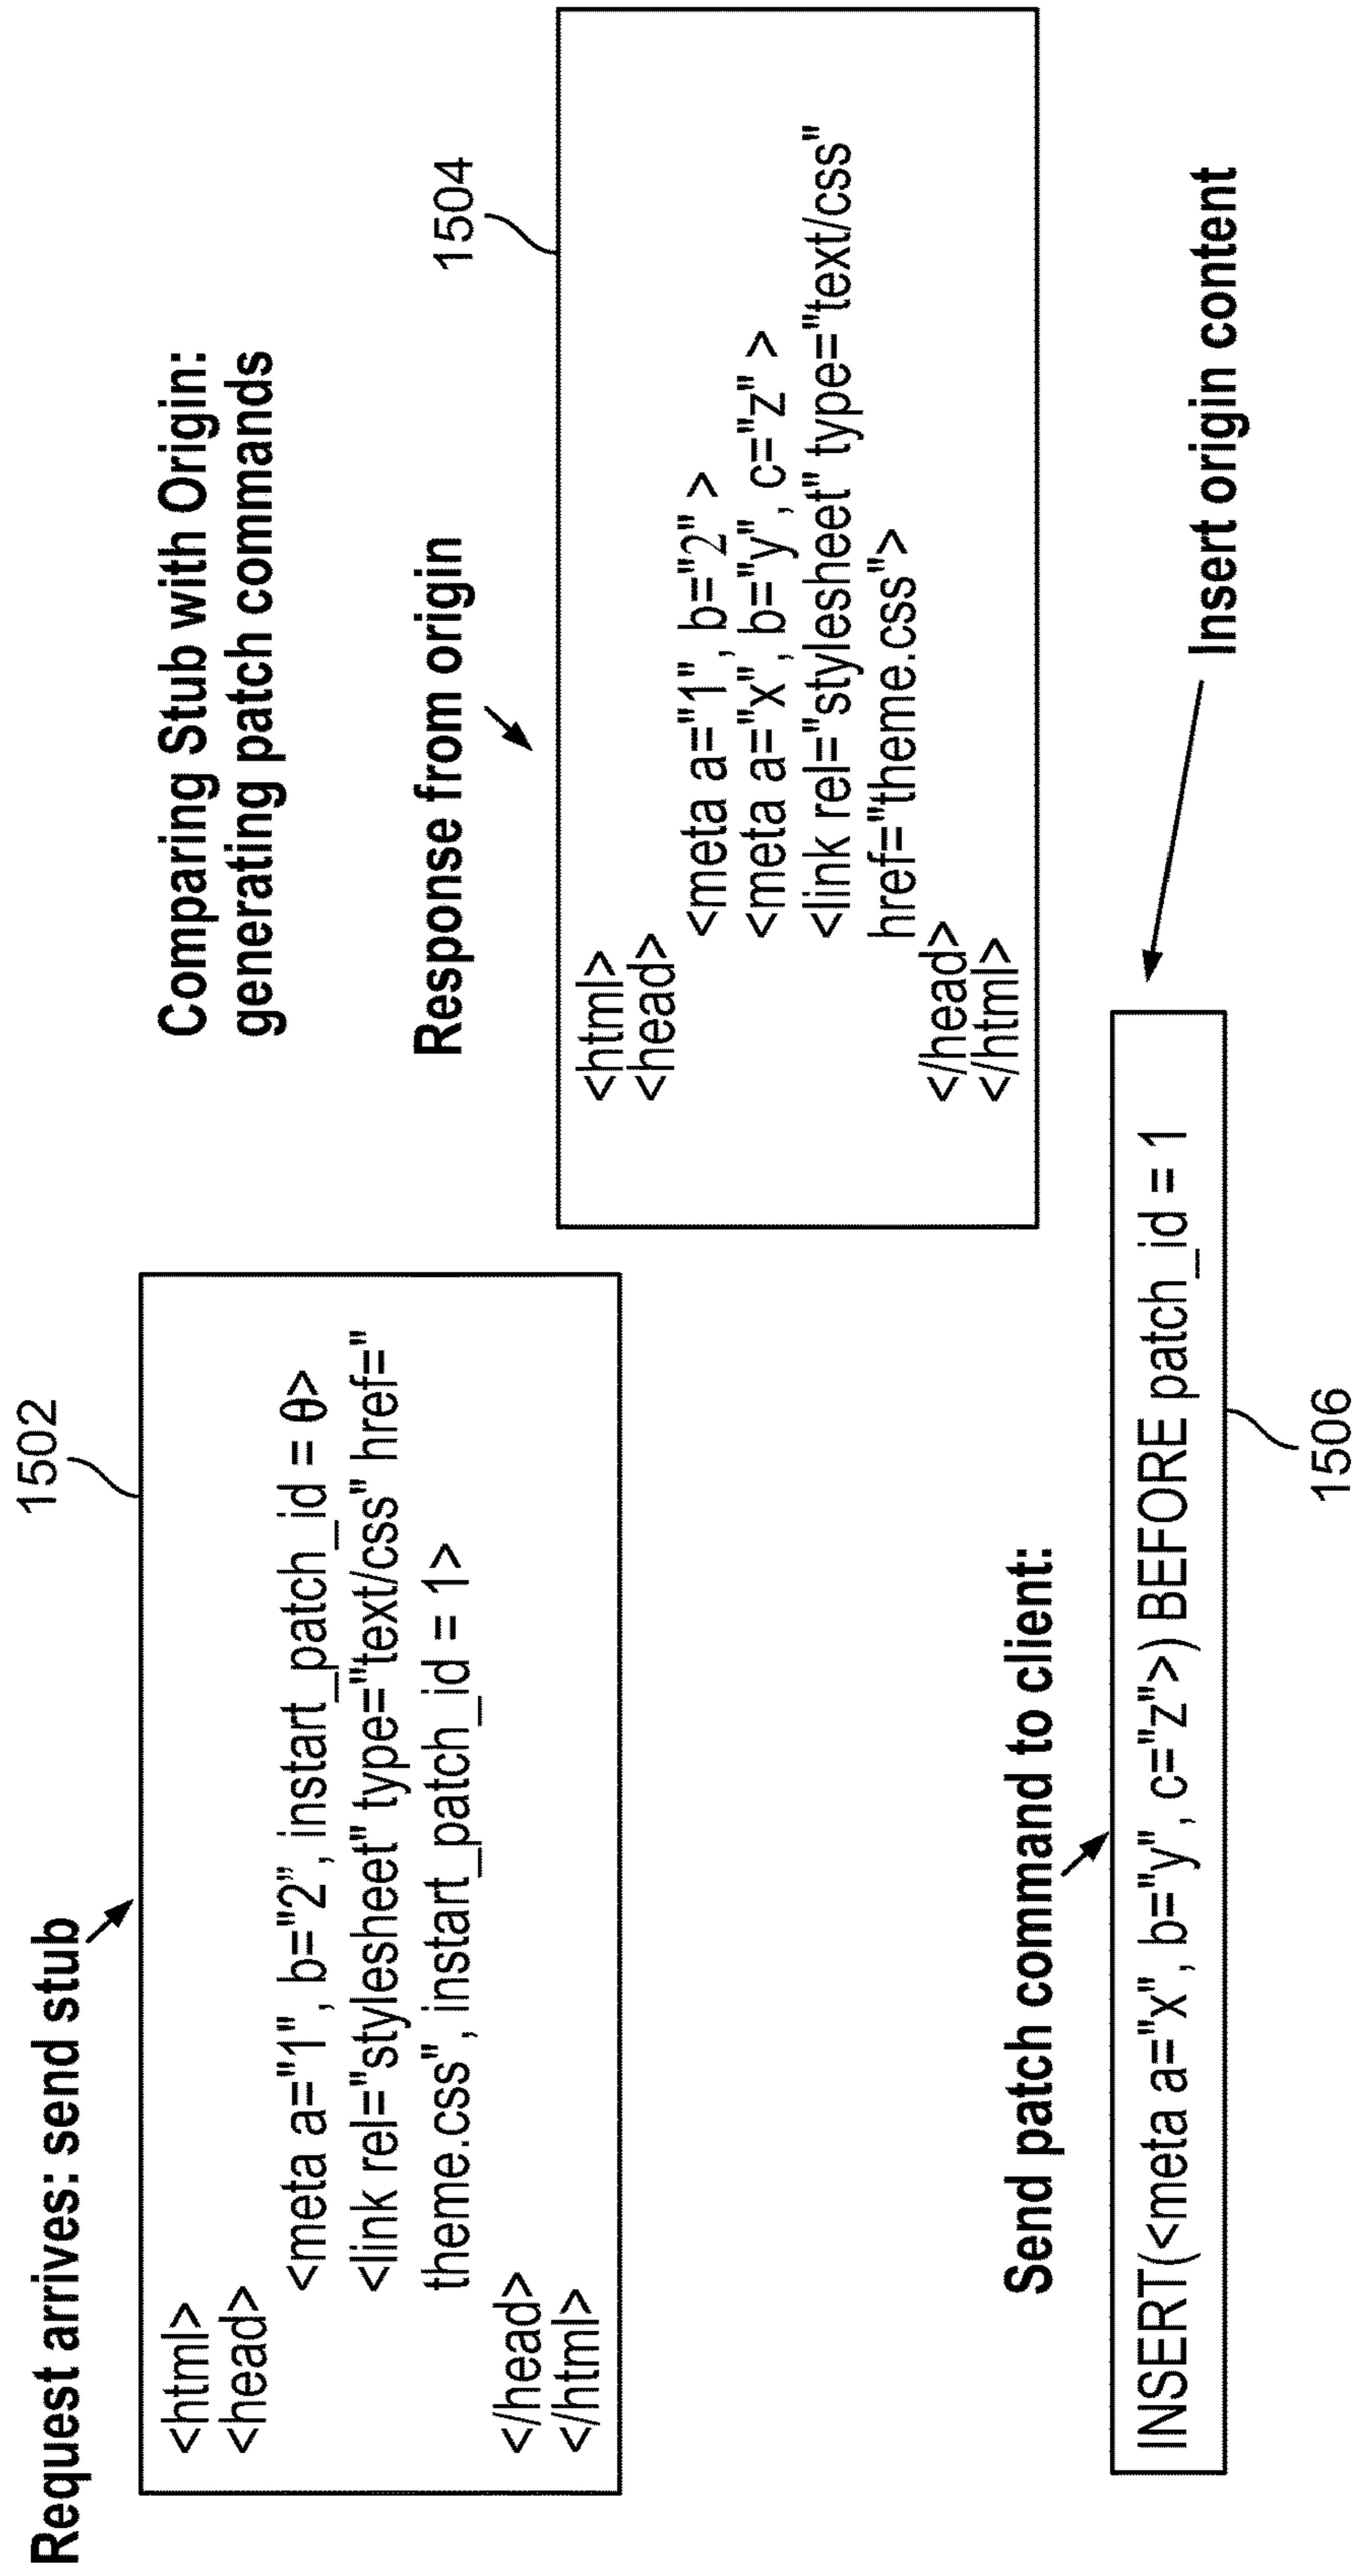 Request arrives: send stub
1502
<html>
<head>
<meta a="1", b="2”, instart_patch_id = θ>
<link rel="stylesheet" type="text/css" href="
theme.css", instart_patch_id = 1>
</head>
</html>
Comparing Stub with Origin:
generating patch commands
Response from origin
1504
<html>
<head>
<meta a="1", b="2" >
<meta a="x", b="y", c="z" >
<link rel="stylesheet" type="text/css"
href="theme.css">
</head>
</html>
Send patch command to client:
INSERT(<meta a="x", b="y", c="z">) BEFORE patch_id = 1
1506
Insert origin content